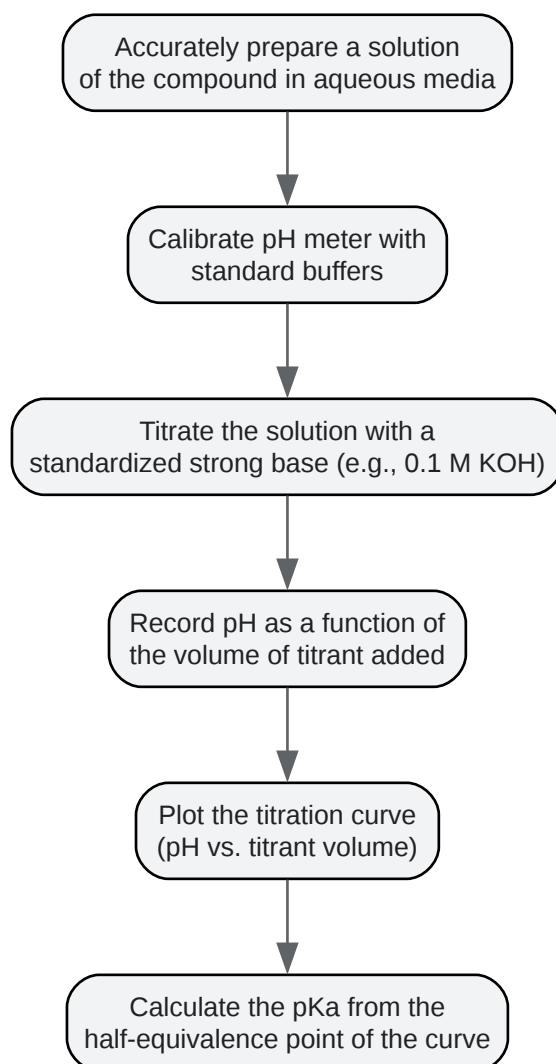 Accurately prepare a solution
of the compound in aqueous media
Calibrate pH meter with
standard buffers
Titrate the solution with a
standardized strong base (e.g., 0.1 M KOH)
Record pH as a function of
the volume of titrant added
Plot the titration curve
(pH vs. titrant volume)
Calculate the pKa from the
half-equivalence point of the curve